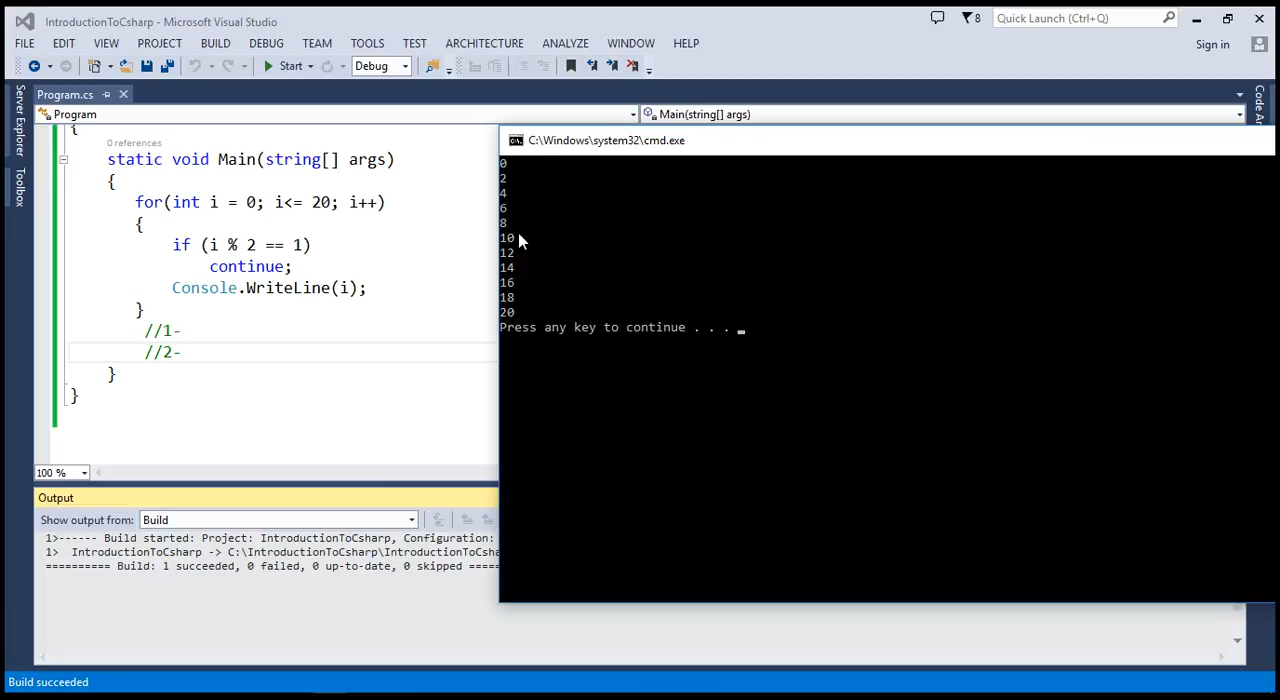 IntroductionToCsharp - Microsoft Visual Studio
8
Quick Launch (Ctrl+Q)
FILE EDIT VIEW PROJECT BUILD DEBUG TEAM TOOLS TEST ARCHITECTURE ANALYZE WINDOW HELP
Sign in
Start
Debug
Server Explorer
Toolbox
Program.cs
Code An
Program
Main(string[] args)
{
0 references
static void Main(string[] args)
{
for(int i = 0; i<= 20; i++)
{
if (i % 2 == 1)
continue;
Console.WriteLine(i);
}
//1-
//2-
}
}
100 %
C:\Windows\system32\cmd.exe
0
2
4
6
8
10
12
14
16
18
20
Press any key to continue . . .
Output
Show output from: Build
1>------ Build started: Project: IntroductionToCsharp, Configuration:
1> IntroductionToCsharp -> C:\IntroductionToCsharp\IntroductionToCsha
========== Build: 1 succeeded, 0 failed, 0 up-to-date, 0 skipped =====
Build succeeded